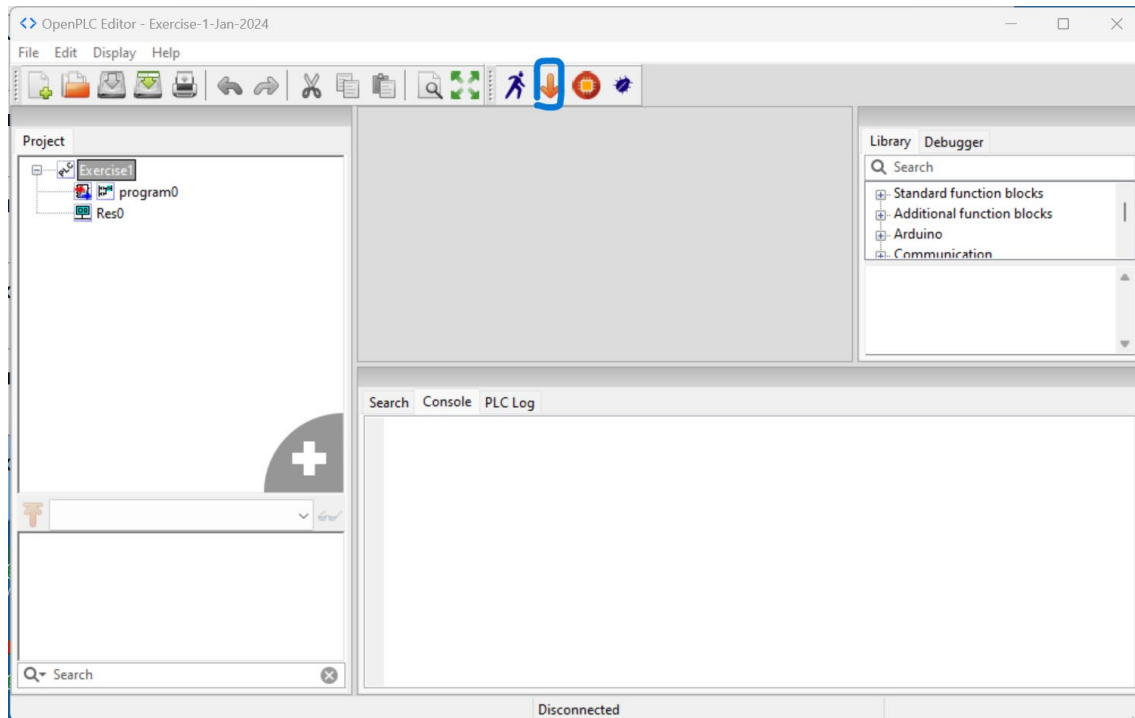 OpenPLC Editor - Exercise-1-Jan-2024
File Edit Display Help
Project
Exercise1
program0
Res0
Search
Library Debugger
Search
Standard function blocks
Additional function blocks
Arduino
Communication
Search Console PLC Log
Disconnected